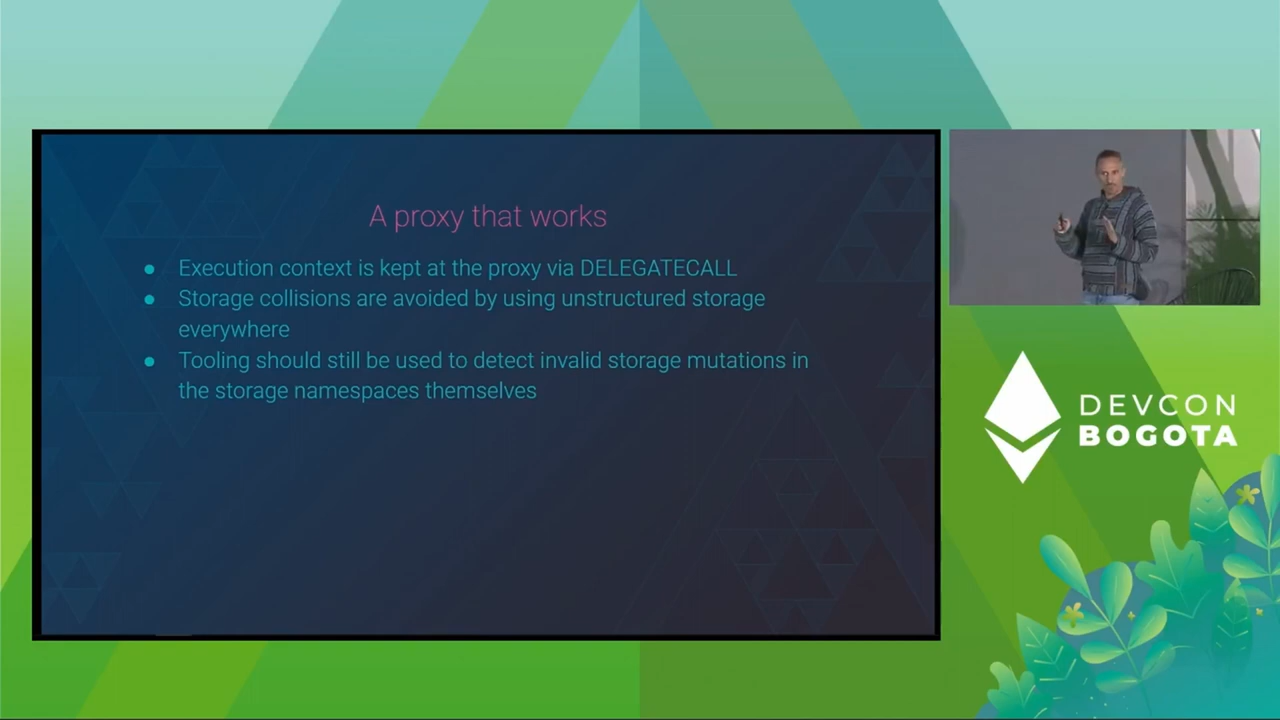 A proxy that works
● Execution context is kept at the proxy via DELEGATECALL
● Storage collisions are avoided by using unstructured storage
everywhere
● Tooling should still be used to detect invalid storage mutations in
the storage namespaces themselves
DEVCON
BOGOTA